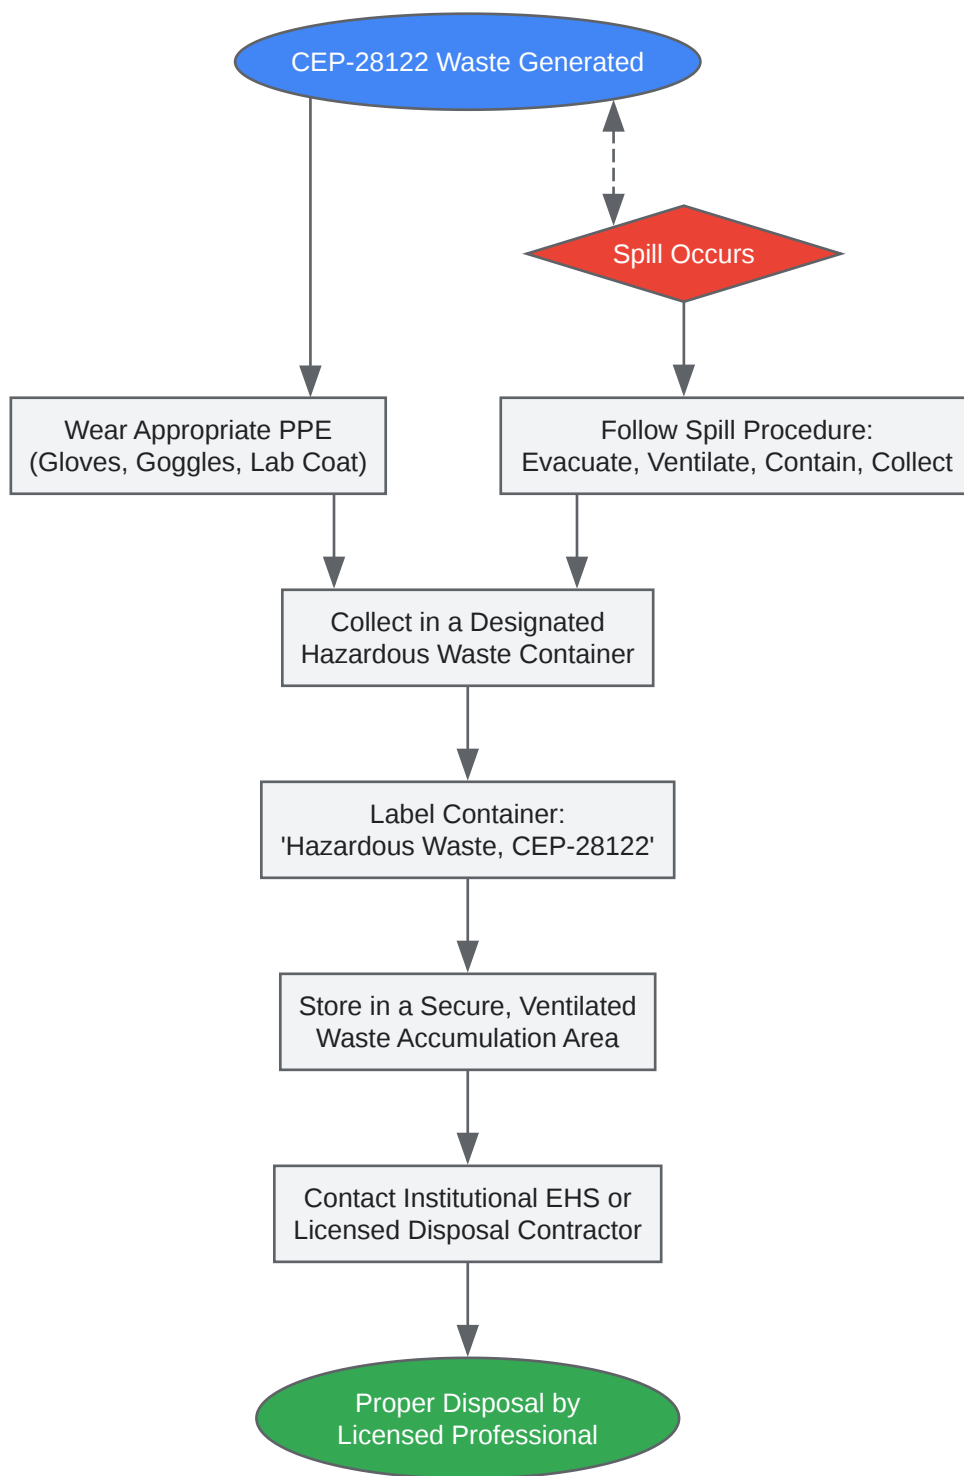 CEP-28122 Waste Generated
Spill Occurs
Wear Appropriate PPE
(Gloves, Goggles, Lab Coat)
Follow Spill Procedure:
Evacuate, Ventilate, Contain, Collect
Collect in a Designated
Hazardous Waste Container
Label Container:
'Hazardous Waste, CEP-28122'
Store in a Secure, Ventilated
Waste Accumulation Area
Contact Institutional EHS or
Licensed Disposal Contractor
Proper Disposal by
Licensed Professional